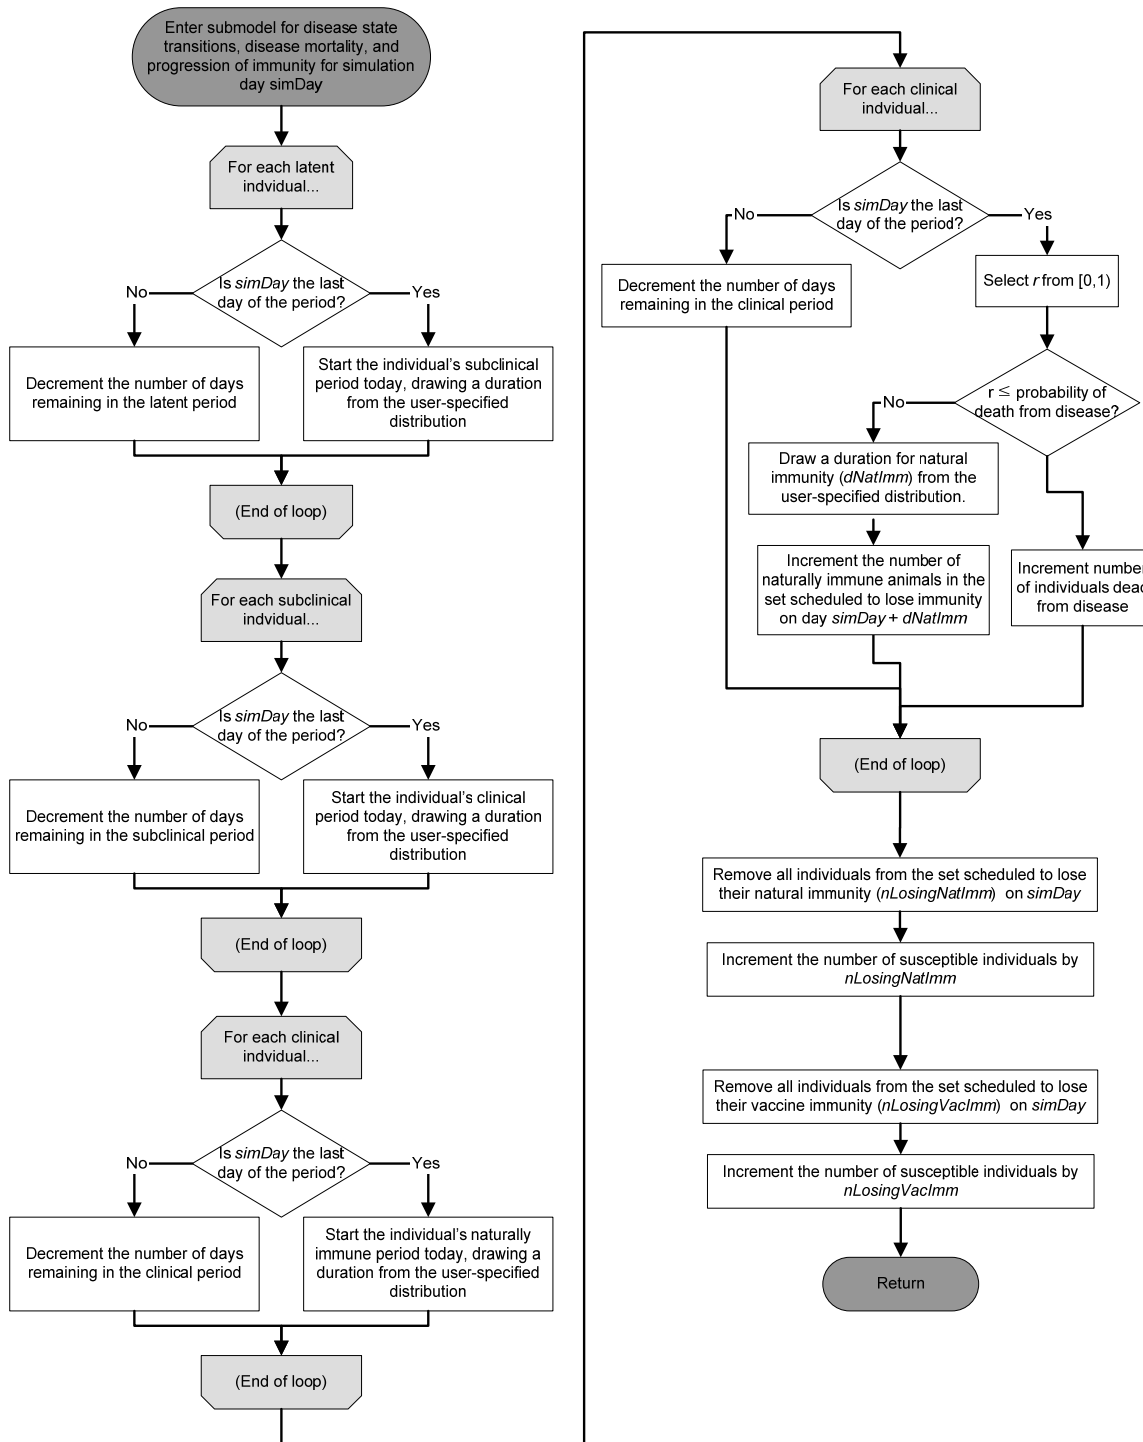 Enter submodel for disease state
transitions, disease mortality, and
progression of immunity for simulation
day simDay
For each latent
indvidual...
Is simDay the last
day of the period?
No
Yes
Decrement the number of days
remaining in the latent period
Start the individual's subclinical
period today, drawing a duration
from the user-specified
distribution
(End of loop)
For each subclinical
indvidual...
Is simDay the last
day of the period?
No
Yes
Decrement the number of days
remaining in the subclinical period
Start the individual's clinical
period today, drawing a duration
from the user-specified
distribution
(End of loop)
For each clinical
indvidual...
Is simDay the last
day of the period?
No
Yes
Decrement the number of days
remaining in the clinical period
Start the individual's naturally
immune period today, drawing a
duration from the user-specified
distribution
(End of loop)
For each clinical
indvidual...
Is simDay the last
day of the period?
No
Yes
Decrement the number of days
remaining in the clinical period
Select r from [0,1)
r ≤ probability of
death from disease?
No
Draw a duration for natural
immunity (dNatImm) from the
user-specified distribution.
Increment the number of
naturally immune animals in the
set scheduled to lose immunity
on day simDay + dNatImm
Increment number
of individuals dead
from disease
(End of loop)
Remove all individuals from the set scheduled to lose
their natural immunity (nLosingNatImm) on simDay
Increment the number of susceptible individuals by
nLosingNatImm
Remove all individuals from the set scheduled to lose
their vaccine immunity (nLosingVacImm) on simDay
Increment the number of susceptible individuals by
nLosingVacImm
Return